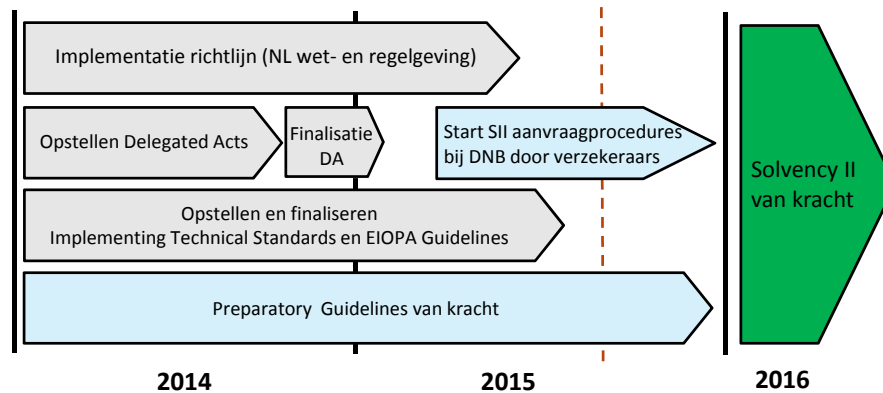 Implementatie richtlijn (NL wet- en regelgeving)
Opstellen Delegated Acts
Finalisatie
DA
Start SII aanvraagprocedures
bij DNB door verzekeraars
Solvency II
van kracht
Opstellen en finaliseren
Implementing Technical Standards en EIOPA Guidelines
Preparatory Guidelines van kracht
2014
2015
2016